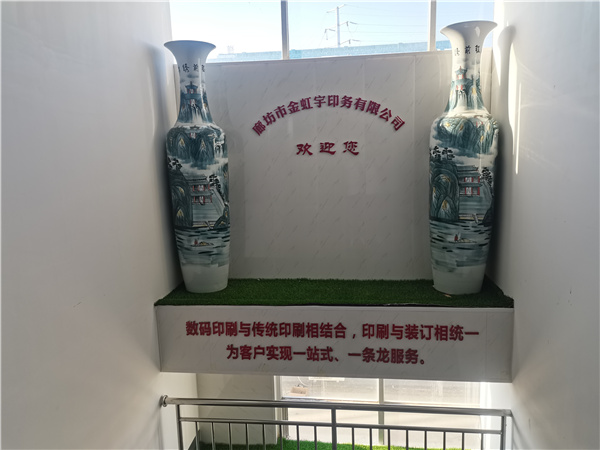 廊坊市金虹宇印务有限公司
欢迎您
数码印刷与传统印刷相结合，印刷与装订相统一
为客户实现一站式、一条龙服务。